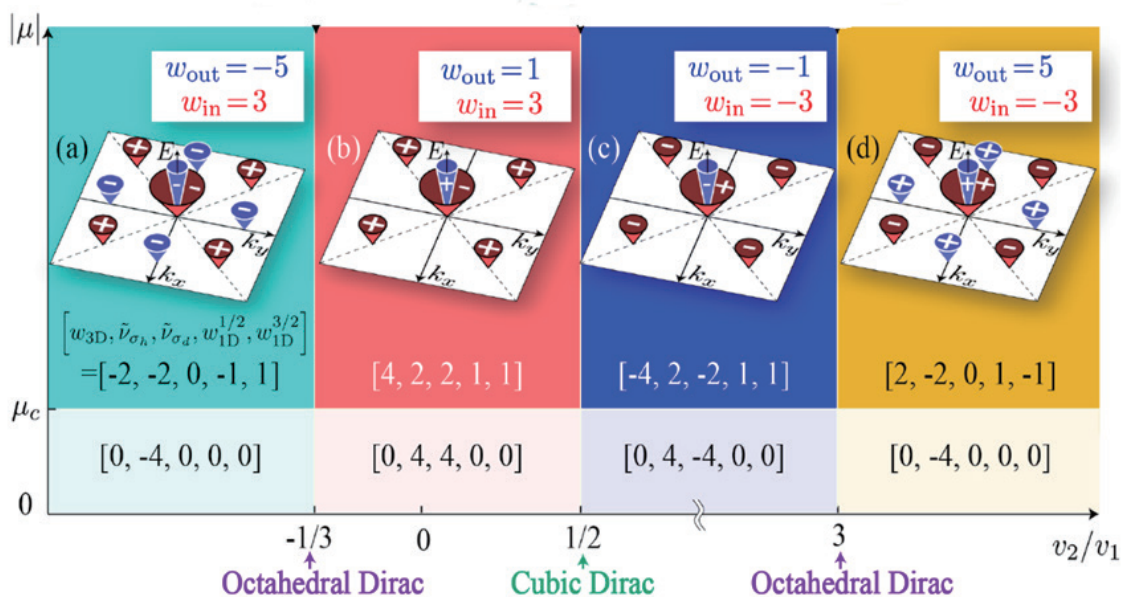 |μ|
w_out = −5
w_in = 3
w_out = 1
w_in = 3
w_out = −1
w_in = −3
w_out = 5
w_in = −3
(a) E − − + + − − − − + + k_y k_x
(b) E + + + − + + k_y k_x
(c) E − − − + − − k_y k_x
(d) E − + − + + + + + − − k_y k_x
[w_3D, ν̃_σh, ν̃_σd, w_1D^1/2, w_1D^3/2]
=[-2, -2, 0, -1, 1]
[4, 2, 2, 1, 1]
[-4, 2, -2, 1, 1]
[2, -2, 0, 1, -1]
μ_c
[0, -4, 0, 0, 0]
[0, 4, 4, 0, 0]
[0, 4, -4, 0, 0]
[0, -4, 0, 0, 0]
0
-1/3
0
1/2
3
v_2/v_1
Octahedral Dirac
Cubic Dirac
Octahedral Dirac